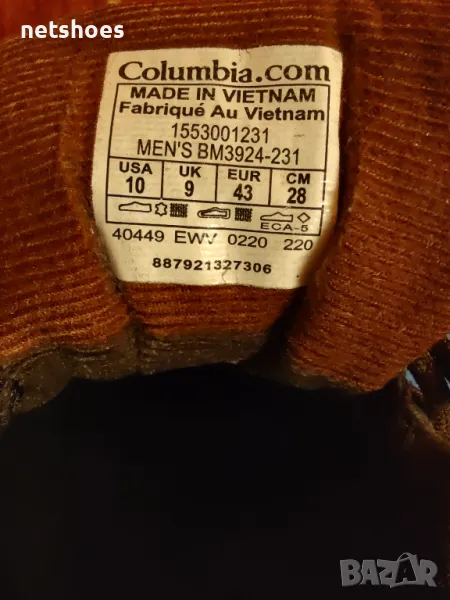 netshoes
Columbia.com
MADE IN VIETNAM
Fabriqué Au Vietnam
1553001231
MEN'S BM3924-231
USA UK EUR CM
10 9 43 28
ECA-5
40449 EWV 0220 220
887921327306
BAZAR